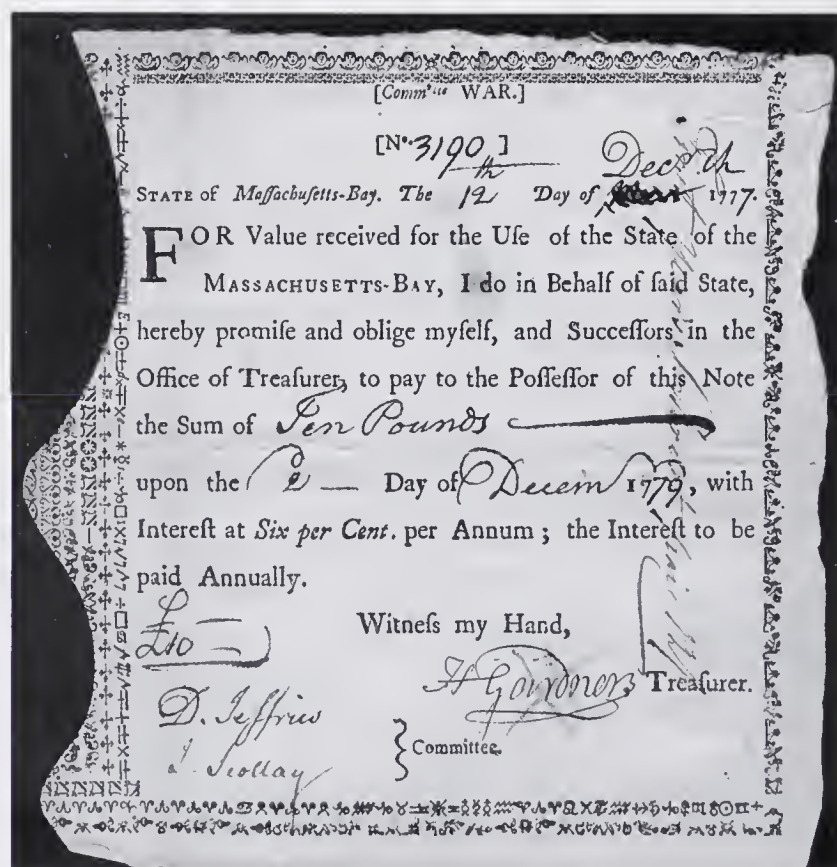 [Comm^tee WAR.]
[N^o. 3190]
Dec^r.
STATE of Maſſachuſetts-Bay. The 12^th Day of 1777.
FOR Value received for the Uſe of the State of the
MASSACHUSETTS-BAY, I do in Behalf of ſaid State,
hereby promiſe and oblige myſelf, and Succeſſors in the
Office of Treaſurer, to pay to the Poſſeſſor of this Note
the Sum of Ten Pounds
upon the 2 Day of Decem 1779, with
Intereſt at Six per Cent. per Annum ; the Intereſt to be
paid Annually.
£10
Witneſs my Hand,
H Gardner Treaſurer.
D. Jeffries
J Scollay
Committee.